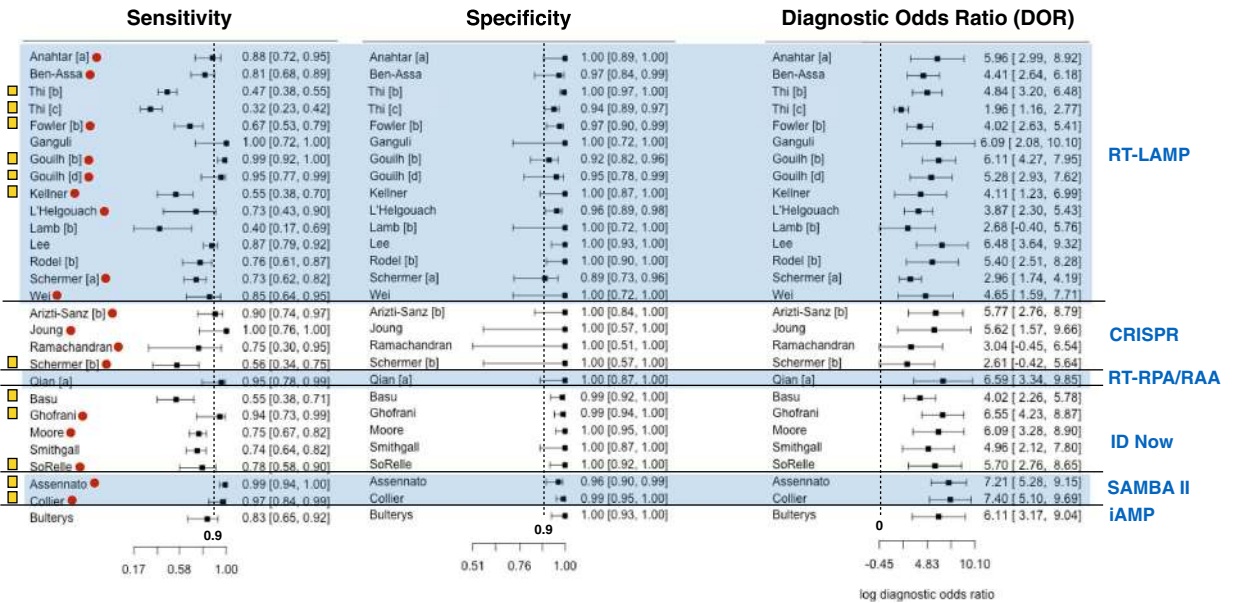 Sensitivity Specificity Diagnostic Odds Ratio (DOR)
Anahtar [a] 0.88 [0.72, 0.95] Anahtar [a] 1.00 [0.89, 1.00] Anahtar [a] 5.96 [ 2.99, 8.92]
Ben-Assa 0.81 [0.68, 0.89] Ben-Assa 0.97 [0.84, 0.99] Ben-Assa 4.41 [ 2.64, 6.18]
Thi [b] 0.47 [0.38, 0.55] Thi [b] 1.00 [0.97, 1.00] Thi [b] 4.84 [ 3.20, 6.48]
Thi [c] 0.32 [0.23, 0.42] Thi [c] 0.94 [0.89, 0.97] Thi [c] 1.96 [ 1.16, 2.77]
Fowler [b] 0.67 [0.53, 0.79] Fowler [b] 0.97 [0.90, 0.99] Fowler [b] 4.02 [ 2.63, 5.41]
Ganguli 1.00 [0.72, 1.00] Ganguli 1.00 [0.72, 1.00] Ganguli 6.09 [ 2.08, 10.10]
RT-LAMP
Gouilh [b] 0.99 [0.92, 1.00] Gouilh [b] 0.92 [0.82, 0.96] Gouilh [b] 6.11 [ 4.27, 7.95]
Gouilh [d] 0.95 [0.77, 0.99] Gouilh [d] 0.95 [0.78, 0.99] Gouilh [d] 5.28 [ 2.93, 7.62]
Kellner 0.55 [0.38, 0.70] Kellner 1.00 [0.87, 1.00] Kellner 4.11 [ 1.23, 6.99]
L'Helgouach 0.73 [0.43, 0.90] L'Helgouach 0.96 [0.89, 0.98] L'Helgouach 3.87 [ 2.30, 5.43]
Lamb [b] 0.40 [0.17, 0.69] Lamb [b] 1.00 [0.72, 1.00] Lamb [b] 2.68 [-0.40, 5.76]
Lee 0.87 [0.79, 0.92] Lee 1.00 [0.93, 1.00] Lee 6.48 [ 3.64, 9.32]
Rodel [b] 0.76 [0.61, 0.87] Rodel [b] 1.00 [0.90, 1.00] Rodel [b] 5.40 [ 2.51, 8.28]
Schermer [a] 0.73 [0.62, 0.82] Schermer [a] 0.89 [0.73, 0.96] Schermer [a] 2.96 [ 1.74, 4.19]
Wei 0.85 [0.64, 0.95] Wei 1.00 [0.72, 1.00] Wei 4.65 [ 1.59, 7.71]
Arizti-Sanz [b] 0.90 [0.74, 0.97] Arizti-Sanz [b] 1.00 [0.84, 1.00] Arizti-Sanz [b] 5.77 [ 2.76, 8.79]
Joung 1.00 [0.76, 1.00] Joung 1.00 [0.57, 1.00] Joung 5.62 [ 1.57, 9.66]
CRISPR
Ramachandran 0.75 [0.30, 0.95] Ramachandran 1.00 [0.51, 1.00] Ramachandran 3.04 [-0.45, 6.54]
Schermer [b] 0.56 [0.34, 0.75] Schermer [b] 1.00 [0.57, 1.00] Schermer [b] 2.61 [-0.42, 5.64]
Qian [a] 0.95 [0.78, 0.99] Qian [a] 1.00 [0.87, 1.00] Qian [a] 6.59 [ 3.34, 9.85] RT-RPA/RAA
Basu 0.55 [0.38, 0.71] Basu 0.99 [0.92, 1.00] Basu 4.02 [ 2.26, 5.78]
Ghofrani 0.94 [0.73, 0.99] Ghofrani 0.99 [0.94, 1.00] Ghofrani 6.55 [ 4.23, 8.87]
Moore 0.75 [0.67, 0.82] Moore 1.00 [0.95, 1.00] Moore 6.09 [ 3.28, 8.90]
ID Now
Smithgall 0.74 [0.64, 0.82] Smithgall 1.00 [0.87, 1.00] Smithgall 4.96 [ 2.12, 7.80]
SoRelle 0.78 [0.58, 0.90] SoRelle 1.00 [0.92, 1.00] SoRelle 5.70 [ 2.76, 8.65]
Assennato 0.99 [0.94, 1.00] Assennato 0.96 [0.90, 0.99] Assennato 7.21 [ 5.28, 9.15]
SAMBA II
Collier 0.97 [0.84, 0.99] Collier 0.99 [0.95, 1.00] Collier 7.40 [ 5.10, 9.69]
Bulterys 0.83 [0.65, 0.92] Bulterys 1.00 [0.93, 1.00] Bulterys 6.11 [ 3.17, 9.04] iAMP
0.9 0.9 0
0.17 0.58 1.00 0.51 0.76 1.00 -0.45 4.83 10.10
log diagnostic odds ratio